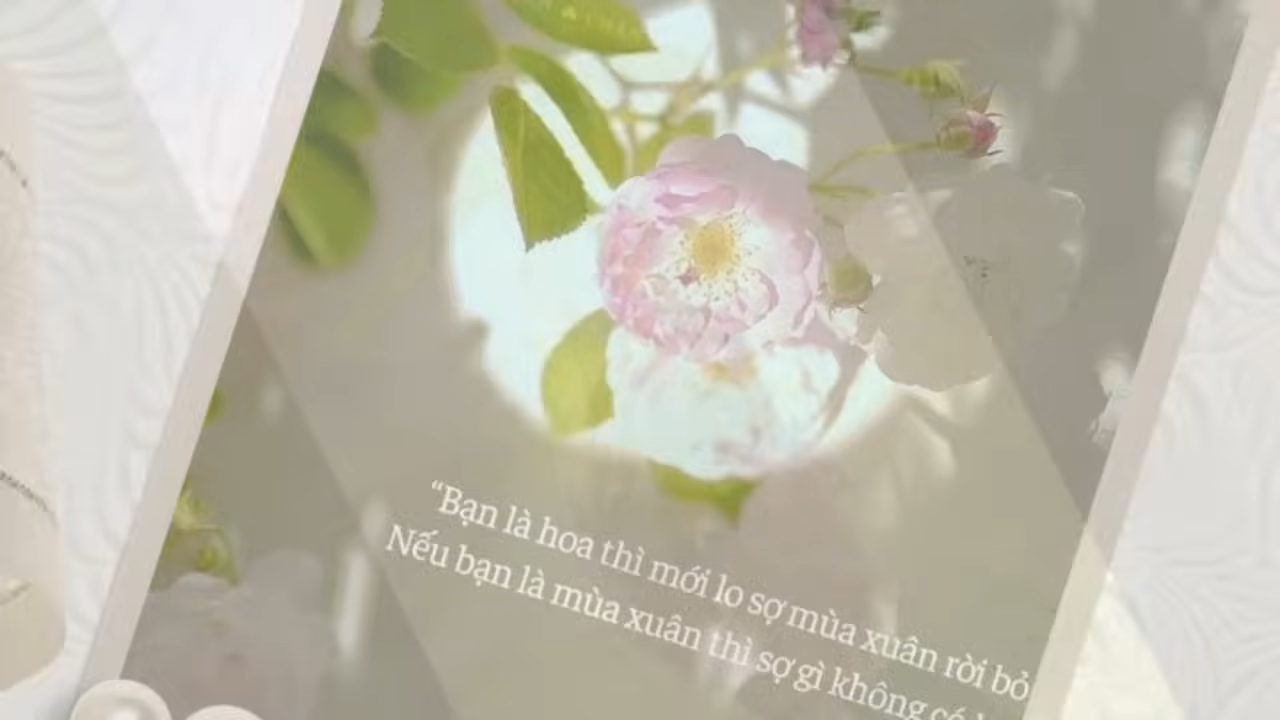 “Bạn là hoa thì mới lo sợ mùa xuân rời bỏ
Nếu bạn là mùa xuân thì sợ gì không có